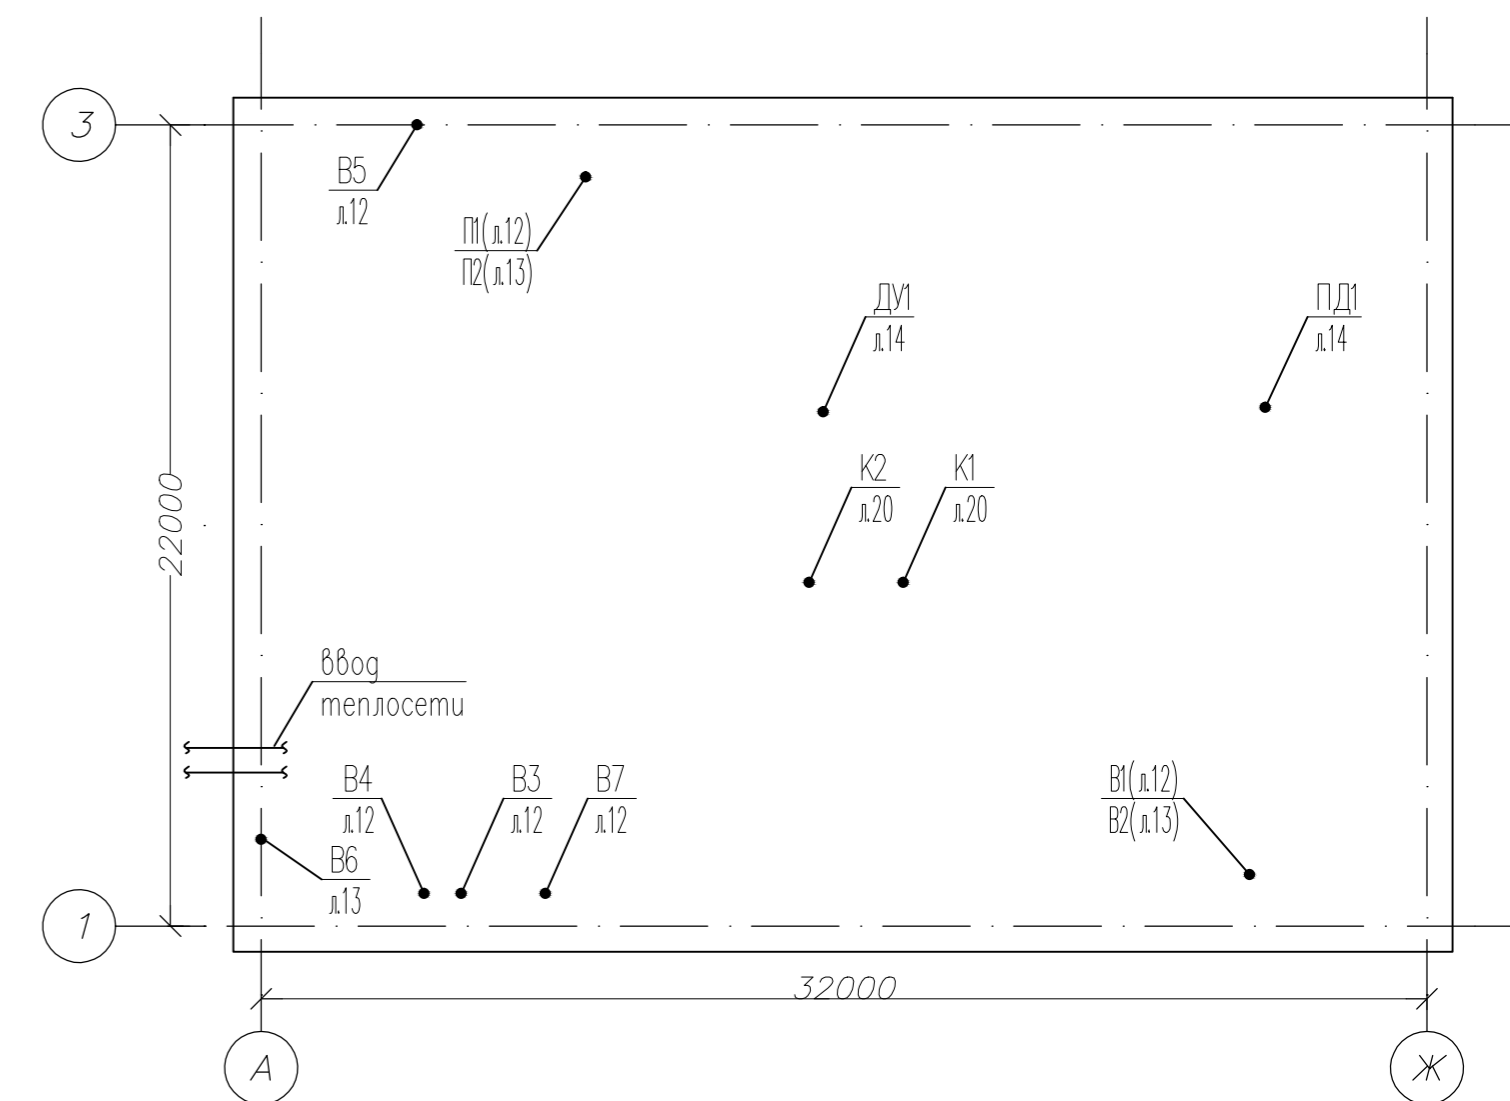 3
В5
л.12
П1(л.12)
П2(л.13)
ДУ1
л.14
ПД1
л.14
К2
л.20
К1
л.20
22000
ввод
теплосети
В4
л.12
В3
л.12
В7
л.12
В1(л.12)
В2(л.13)
В6
л.13
1
32000
А
Ж